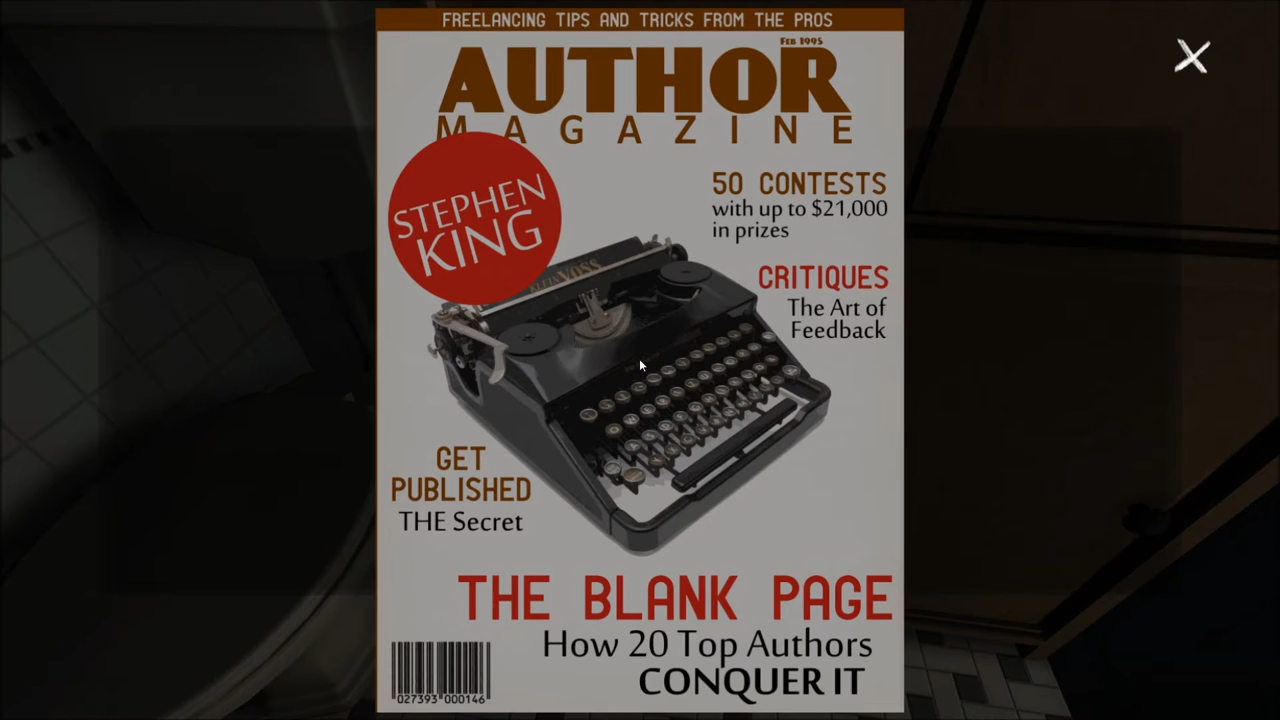 FREELANCING TIPS AND TRICKS FROM THE PROS
FEB 1995
AUTHOR
MAGAZINE
STEPHEN
KING
50 CONTESTS
with up to $21,000
in prizes
KLEIN VOSS
CRITIQUES
The Art of
Feedback
GET
PUBLISHED
THE Secret
THE BLANK PAGE
How 20 Top Authors
CONQUER IT
027393 000146